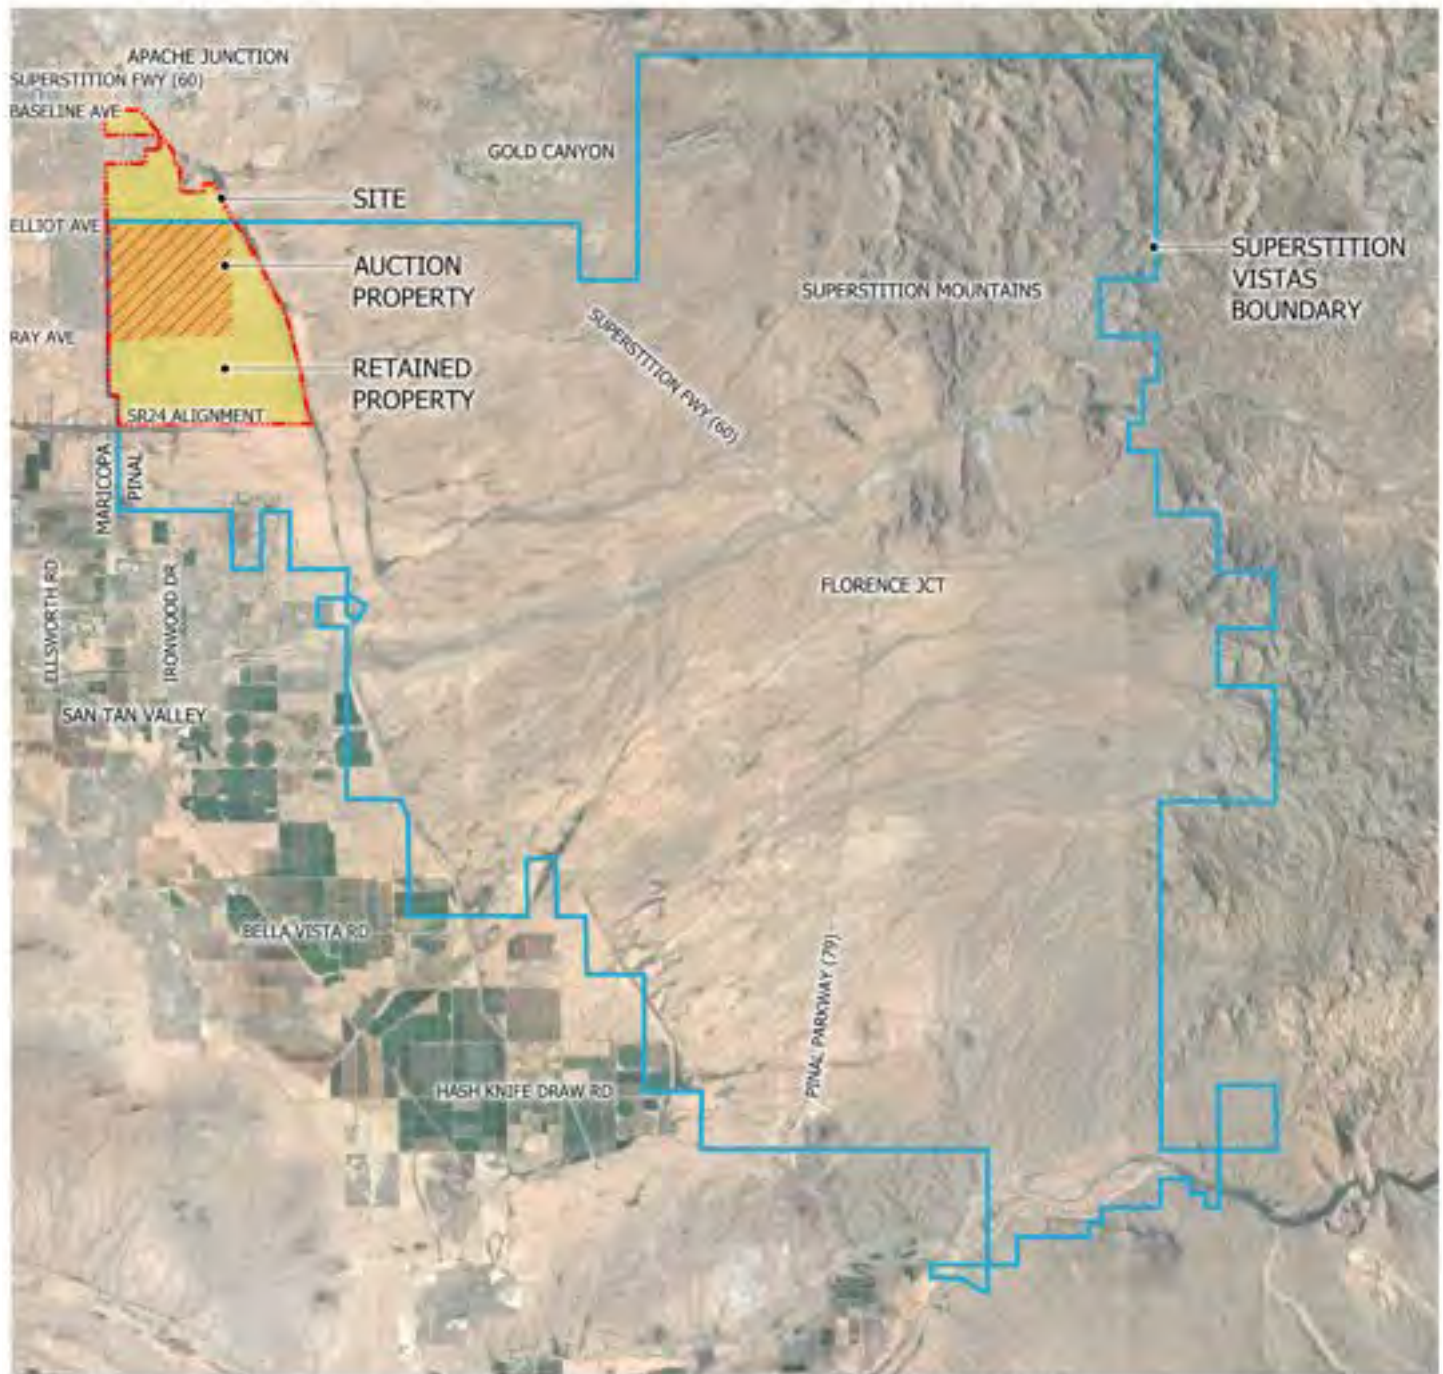 APACHE JUNCTION
SUPERSTITION FWY (60)
BASELINE AVE
GOLD CANYON
SITE
ELLIOT AVE
SUPERSTITION
VISTAS
BOUNDARY
AUCTION
PROPERTY
SUPERSTITION MOUNTAINS
RAY AVE
SUPERSTITION FWY (60)
RETAINED
PROPERTY
SR24 ALIGNMENT
MARICOPA
PINAL
ELLSWORTH RD
IRONWOOD DR
FLORENCE JCT
SAN TAN VALLEY
BELLA VISTA RD
PINAL PARKWAY (79)
HASH KNIFE DRAW RD